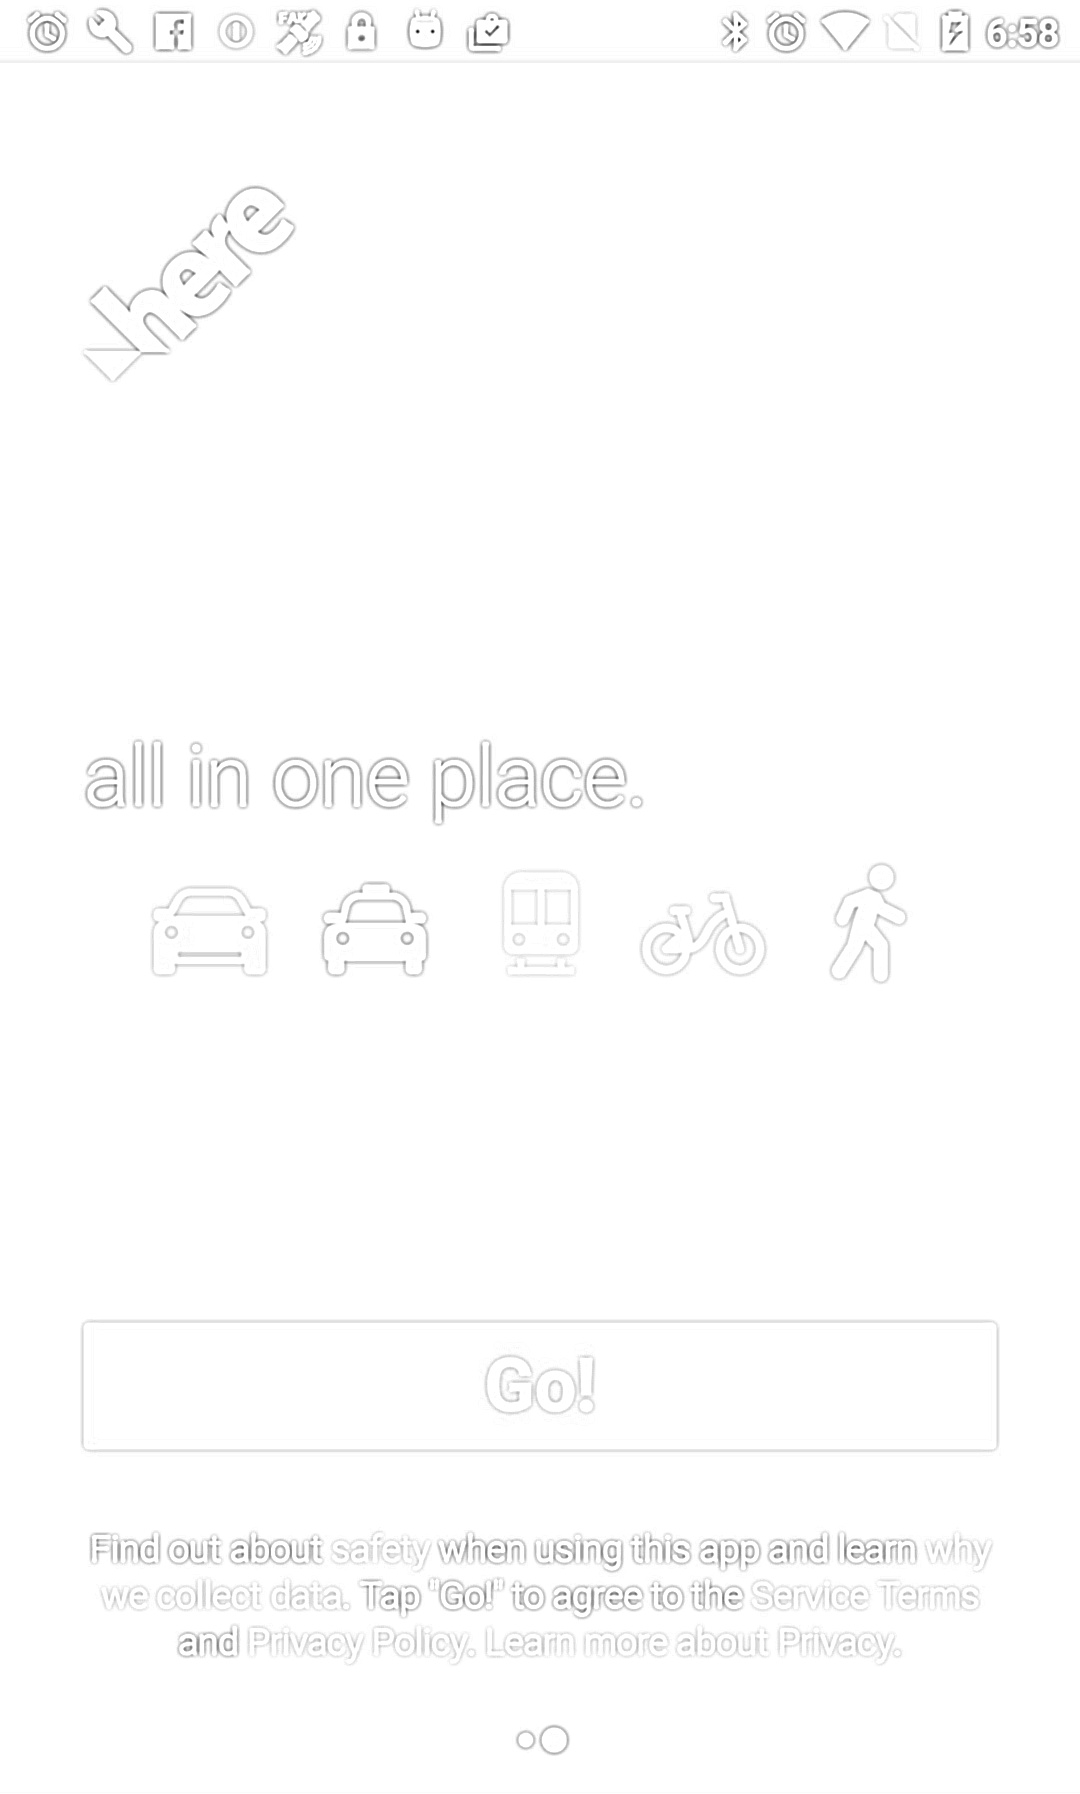 FAW
6:58
here
all in one place.
Go!
Find out about safety when using this app and learn why
we collect data. Tap "Go!" to agree to the Service Terms
and Privacy Policy. Learn more about Privacy.